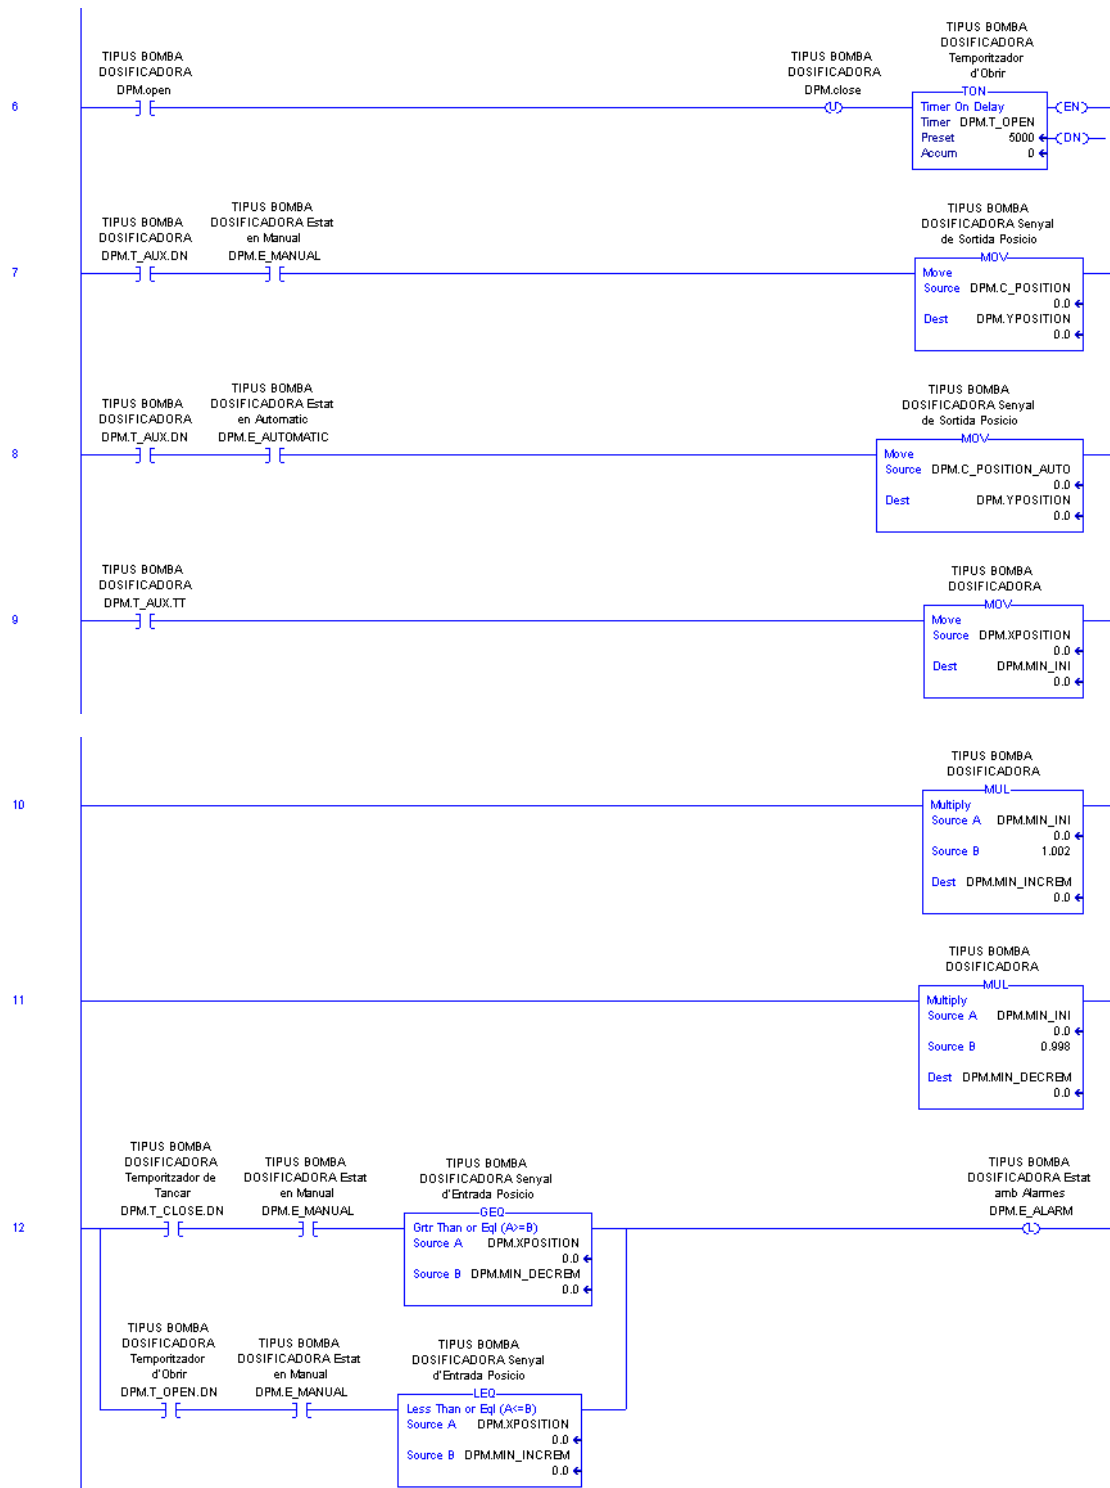 TIPUS BOMBA
DOSIFICADORA
DPM.open
TIPUS BOMBA
DOSIFICADORA
DPM.close
(U)
TIPUS BOMBA
DOSIFICADORA
Temporitzador
d'Obrir
TON
Timer On Delay
Timer DPM.T_OPEN
Preset 5000
Accum 0
EN
DN
6
TIPUS BOMBA
DOSIFICADORA
DPM.T_AUX.DN
TIPUS BOMBA
DOSIFICADORA Estat
en Manual
DPM.E_MANUAL
TIPUS BOMBA
DOSIFICADORA Senyal
de Sortida Posicio
MOV
Move
Source DPM.C_POSITION
0.0
Dest DPM.YPOSITION
0.0
7
TIPUS BOMBA
DOSIFICADORA
DPM.T_AUX.DN
TIPUS BOMBA
DOSIFICADORA Estat
en Automatic
DPM.E_AUTOMATIC
TIPUS BOMBA
DOSIFICADORA Senyal
de Sortida Posicio
MOV
Move
Source DPM.C_POSITION_AUTO
0.0
Dest DPM.YPOSITION
0.0
8
TIPUS BOMBA
DOSIFICADORA
DPM.T_AUX.TT
TIPUS BOMBA
DOSIFICADORA
MOV
Move
Source DPM.XPOSITION
0.0
Dest DPM.MIN_INI
0.0
9
TIPUS BOMBA
DOSIFICADORA
MUL
Multiply
Source A DPM.MIN_INI
0.0
Source B 1.002
Dest DPM.MIN_INCREM
0.0
10
TIPUS BOMBA
DOSIFICADORA
MUL
Multiply
Source A DPM.MIN_INI
0.0
Source B 0.998
Dest DPM.MIN_DECREM
0.0
11
TIPUS BOMBA
DOSIFICADORA
Temporitzador de
Tancar
DPM.T_CLOSE.DN
TIPUS BOMBA
DOSIFICADORA Estat
en Manual
DPM.E_MANUAL
TIPUS BOMBA
DOSIFICADORA Senyal
d'Entrada Posicio
GEQ
Grtr Than or Eql (A>=B)
Source A DPM.XPOSITION
0.0
Source B DPM.MIN_DECREM
0.0
TIPUS BOMBA
DOSIFICADORA Estat
amb Alarmes
DPM.E_ALARM
(L)
12
TIPUS BOMBA
DOSIFICADORA
Temporitzador
d'Obrir
DPM.T_OPEN.DN
TIPUS BOMBA
DOSIFICADORA Estat
en Manual
DPM.E_MANUAL
TIPUS BOMBA
DOSIFICADORA Senyal
d'Entrada Posicio
LEQ
Less Than or Eql (A<=B)
Source A DPM.XPOSITION
0.0
Source B DPM.MIN_INCREM
0.0